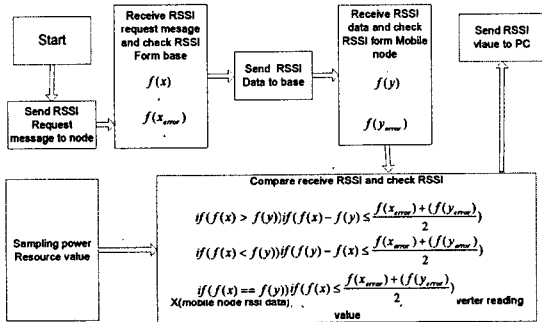 Start
Send RSSI
Request
message to node
Receive RSSI
request mesage
and check RSSI
Form base
f(x)
f(x_error)
Send RSSI
Data to base
Receive RSSI
data and check
RSSI form Mobile
node
f(y)
f(y_error)
Send RSSI
vlaue to PC
Sampling power
Resource value
Compare receive RSSI and check RSSI
if(f(x) > f(y))if(f(x) − f(y) ≤ f(x_error)+(f(y_error)/2)
if(f(x) < f(y))if(f(y) − f(x) ≤ f(x_error)+(f(y_error)/2)
if(f(x) == f(y))if(f(x) ≤ f(x_error)+(f(y_error)/2)
X(mobile node rssi data)
verter reading
value